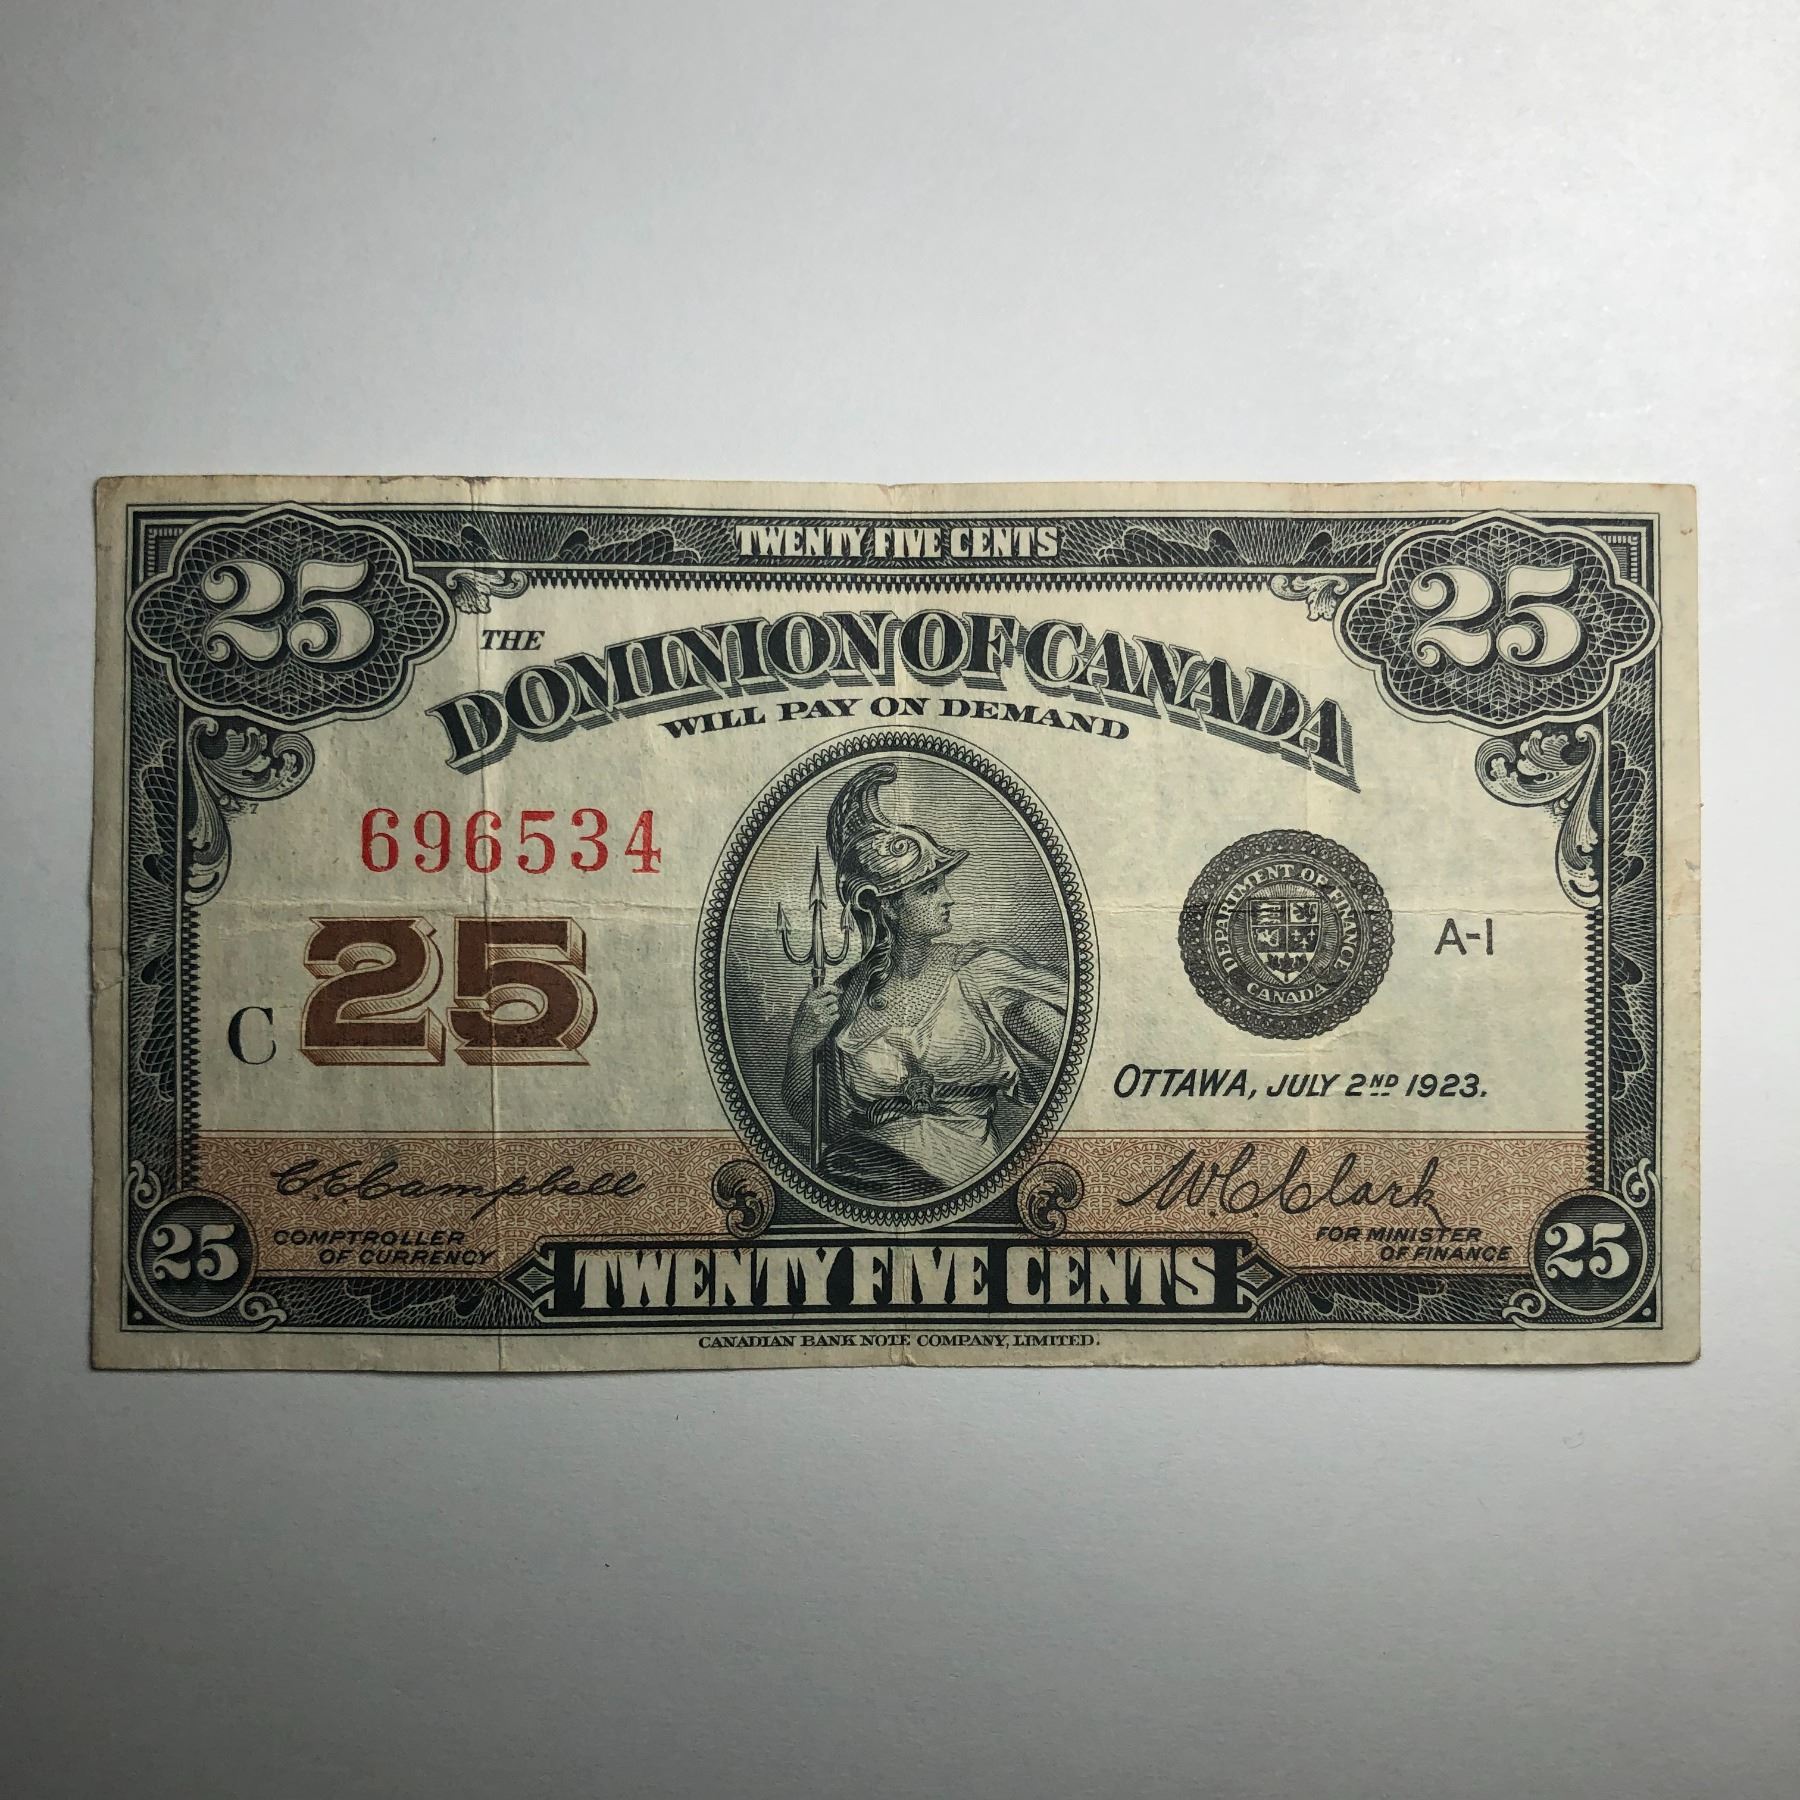 TWENTY FIVE CENTS
25 25
THE
DOMINION OF CANADA
WILL PAY ON DEMAND
7
696534
DEPARTMENT OF FINANCE
CANADA
A-1
C 25
OTTAWA, JULY 2ND 1923.
C.E. Campbell
W.C. Clark
COMPTROLLER
OF CURRENCY
FOR MINISTER
OF FINANCE
25 25
TWENTY FIVE CENTS
CANADIAN BANK NOTE COMPANY, LIMITED.